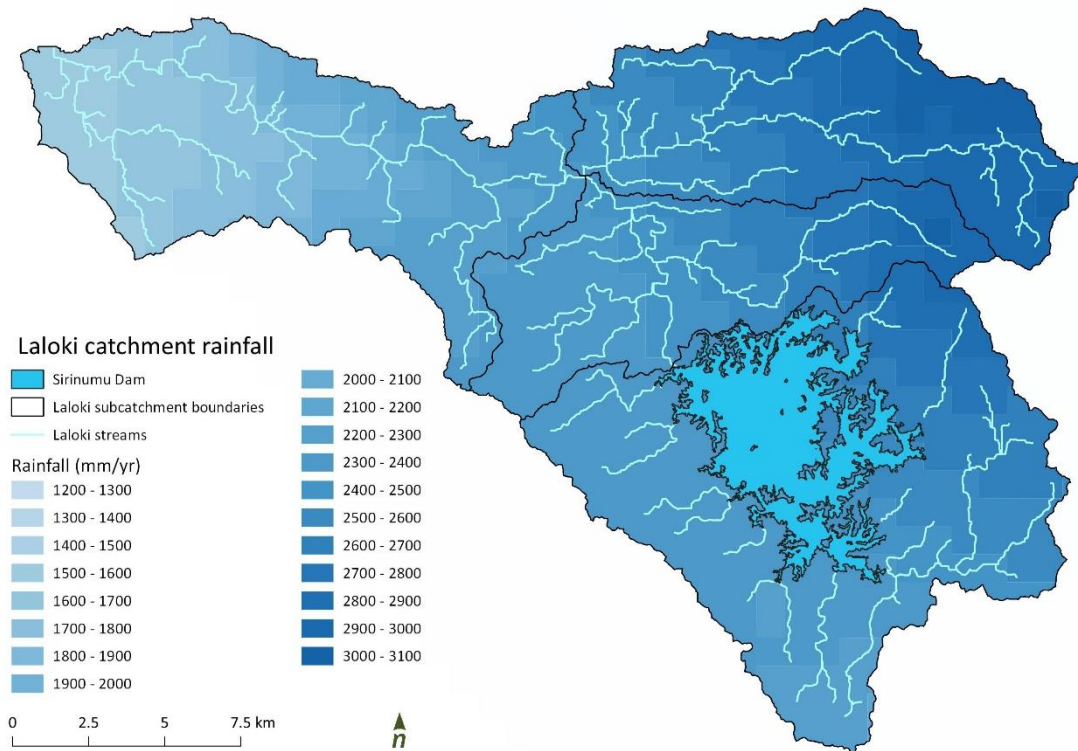 Laloki catchment rainfall
Sirinumu Dam
Laloki subcatchment boundaries
Laloki streams
Rainfall (mm/yr)
1200 - 1300
1300 - 1400
1400 - 1500
1500 - 1600
1600 - 1700
1700 - 1800
1800 - 1900
1900 - 2000
2000 - 2100
2100 - 2200
2200 - 2300
2300 - 2400
2400 - 2500
2500 - 2600
2600 - 2700
2700 - 2800
2800 - 2900
2900 - 3000
3000 - 3100
0 2.5 5 7.5 km
n